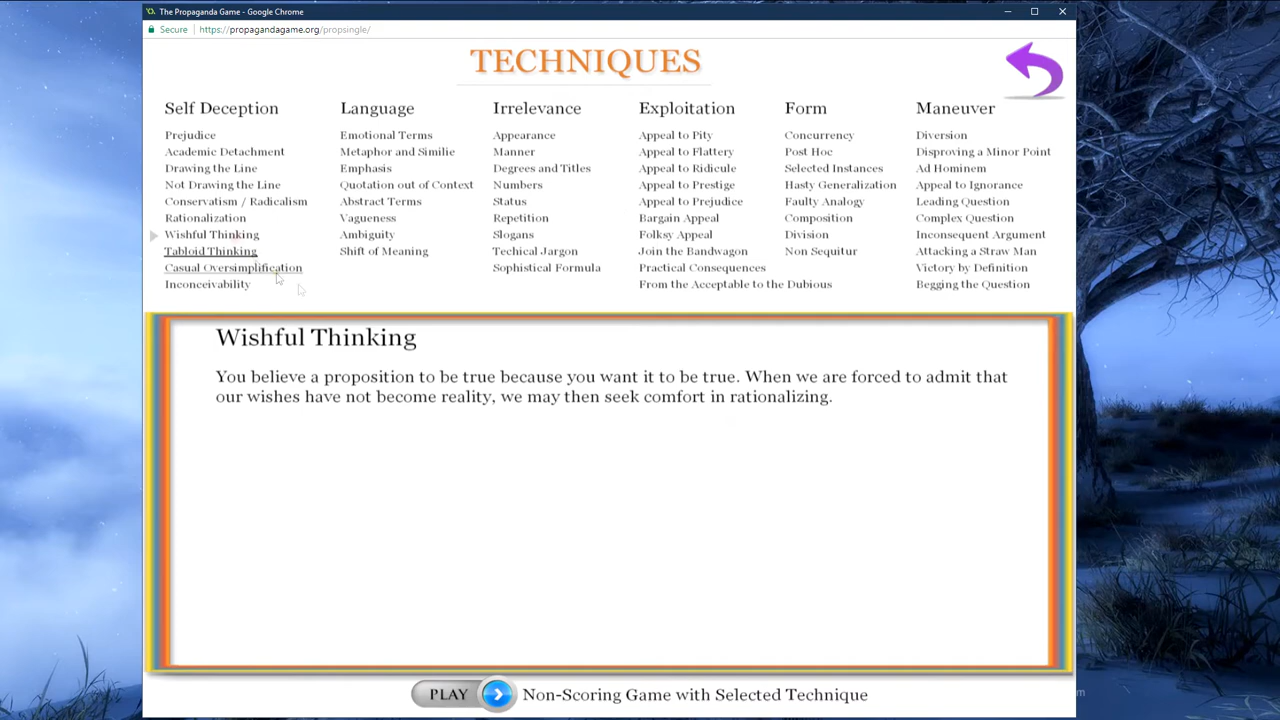 The Propaganda Game - Google Chrome
Secure https://propagandagame.org/propsingle/
TECHNIQUES
Self Deception
Prejudice
Academic Detachment
Drawing the Line
Not Drawing the Line
Conservatism / Radicalism
Rationalization
Wishful Thinking
Tabloid Thinking
Casual Oversimplification
Inconceivability
Language
Emotional Terms
Metaphor and Similie
Emphasis
Quotation out of Context
Abstract Terms
Vagueness
Ambiguity
Shift of Meaning
Irrelevance
Appearance
Manner
Degrees and Titles
Numbers
Status
Repetition
Slogans
Techical Jargon
Sophistical Formula
Exploitation
Appeal to Pity
Appeal to Flattery
Appeal to Ridicule
Appeal to Prestige
Appeal to Prejudice
Bargain Appeal
Folksy Appeal
Join the Bandwagon
Practical Consequences
From the Acceptable to the Dubious
Form
Concurrency
Post Hoc
Selected Instances
Hasty Generalization
Faulty Analogy
Composition
Division
Non Sequitur
Maneuver
Diversion
Disproving a Minor Point
Ad Hominem
Appeal to Ignorance
Leading Question
Complex Question
Inconsequent Argument
Attacking a Straw Man
Victory by Definition
Begging the Question
Wishful Thinking
You believe a proposition to be true because you want it to be true. When we are forced to admit that
our wishes have not become reality, we may then seek comfort in rationalizing.
PLAY Non-Scoring Game with Selected Technique